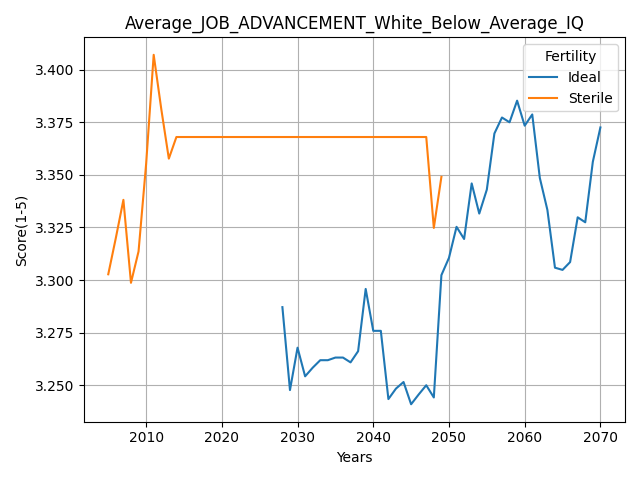 Average_JOB_ADVANCEMENT_White_Below_Average_IQ
Fertility
Ideal
Sterile
Score(1-5)
3.400
3.375
3.350
3.325
3.300
3.275
3.250
2010 2020 2030 2040 2050 2060 2070
Years